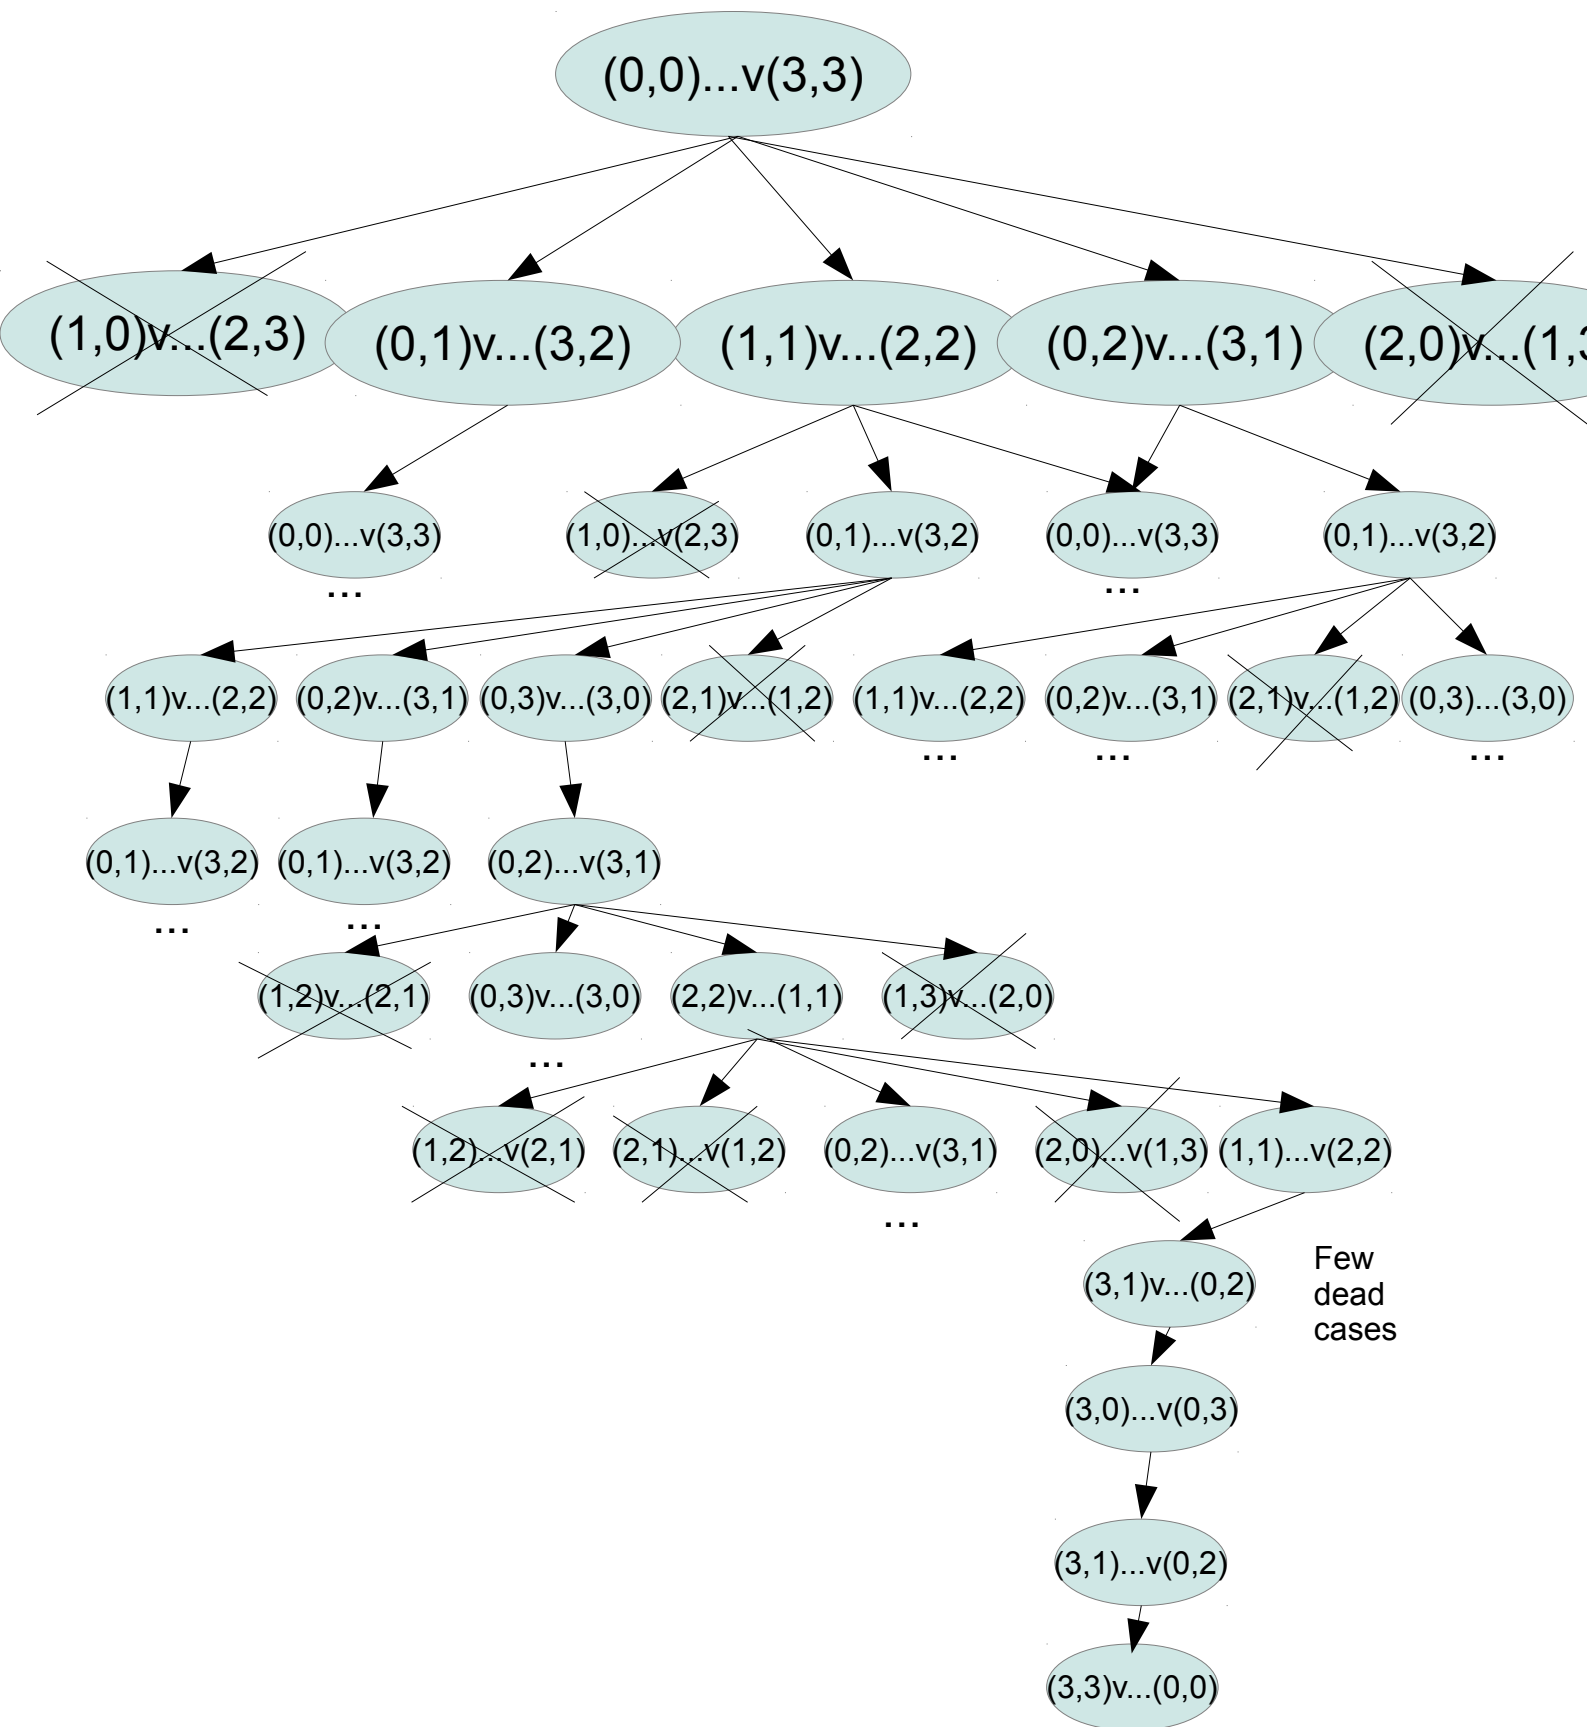 (0,0)...v(3,3)
(1,0)v...(2,3)
(0,1)v...(3,2)
(1,1)v...(2,2)
(0,2)v...(3,1)
(2,0)v...(1,3
(0,0)...v(3,3)
(1,0)...v(2,3)
(0,1)...v(3,2)
(0,0)...v(3,3)
(0,1)...v(3,2)
...
...
(1,1)v...(2,2)
(0,2)v...(3,1)
(0,3)v...(3,0)
(2,1)v...(1,2)
(1,1)v...(2,2)
(0,2)v...(3,1)
(2,1)v...(1,2)
(0,3)...(3,0)
...
...
...
(0,1)...v(3,2)
(0,1)...v(3,2)
(0,2)...v(3,1)
...
...
(1,2)v...(2,1)
(0,3)v...(3,0)
(2,2)v...(1,1)
(1,3)v...(2,0)
...
(1,2)...v(2,1)
(2,1)...v(1,2)
(0,2)...v(3,1)
(2,0)...v(1,3)
(1,1)...v(2,2)
...
(3,1)v...(0,2)
Few
dead
cases
(3,0)...v(0,3)
(3,1)...v(0,2)
(3,3)v...(0,0)